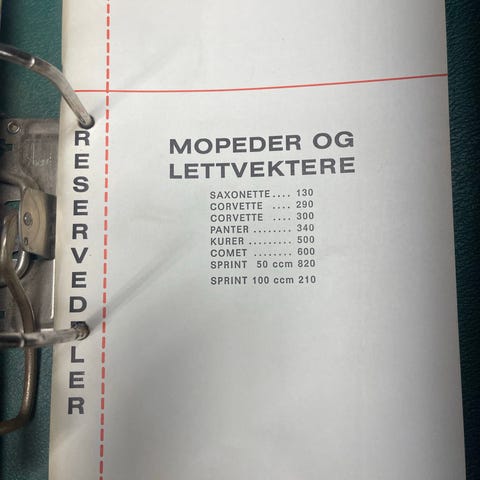 RESERVEDELER
MOPEDER OG
LETTVEKTERE
SAXONETTE.... 130
CORVETTE .... 290
CORVETTE .... 300
PANTER........ 340
KURER ......... 500
COMET ........ 600
SPRINT 50 ccm 820
SPRINT 100 ccm 210